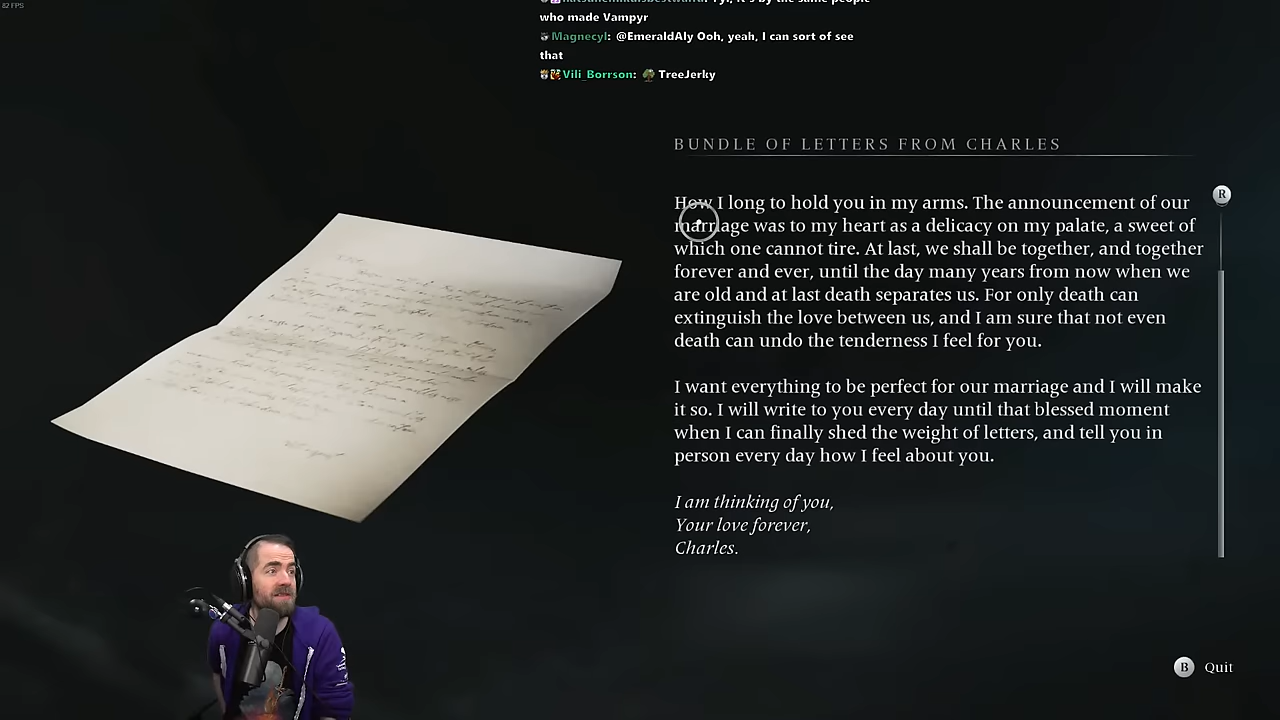 82 FPS
who made Vampyr
Magnecyl: @EmeraldAly Ooh, yeah, I can sort of see
that
Vili_Borrson: TreeJerky
BUNDLE OF LETTERS FROM CHARLES
How I long to hold you in my arms. The announcement of our
marriage was to my heart as a delicacy on my palate, a sweet of
which one cannot tire. At last, we shall be together, and together
forever and ever, until the day many years from now when we
are old and at last death separates us. For only death can
extinguish the love between us, and I am sure that not even
death can undo the tenderness I feel for you.
I want everything to be perfect for our marriage and I will make
it so. I will write to you every day until that blessed moment
when I can finally shed the weight of letters, and tell you in
person every day how I feel about you.
I am thinking of you,
Your love forever,
Charles.
R
B Quit